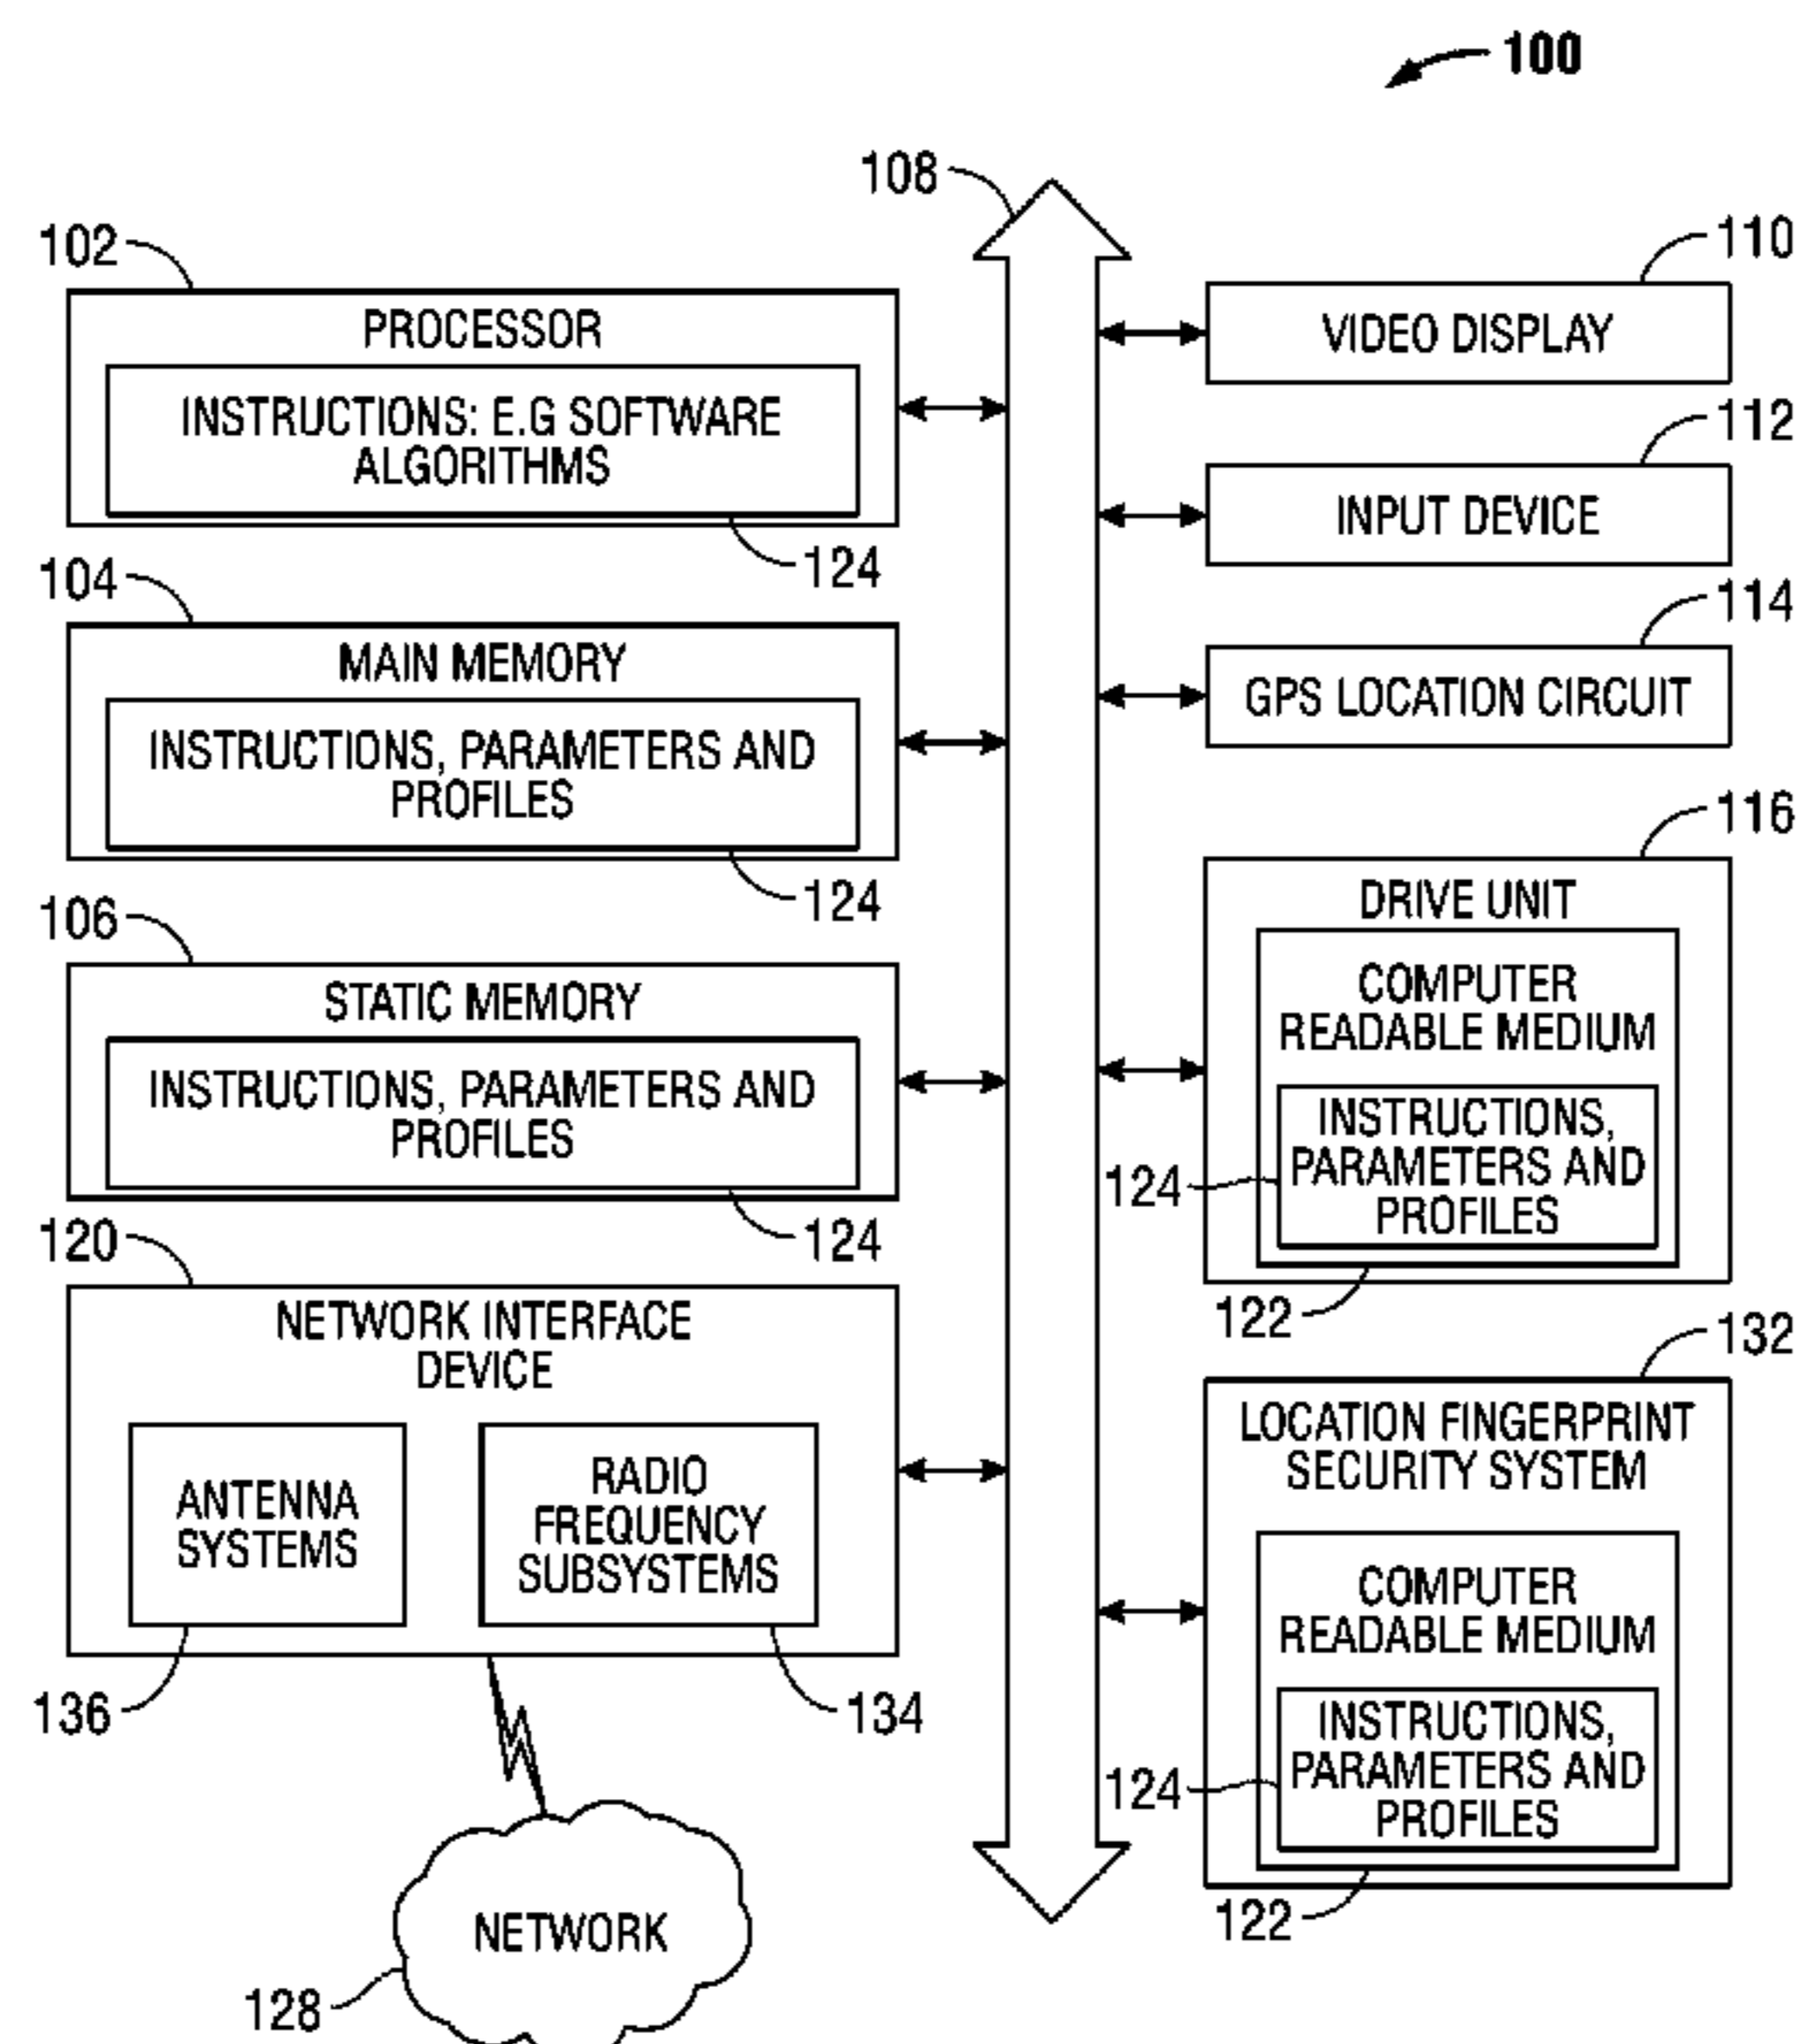 100
108
102
PROCESSOR
INSTRUCTIONS: E.G SOFTWARE
ALGORITHMS
124
104
MAIN MEMORY
INSTRUCTIONS, PARAMETERS AND
PROFILES
124
106
STATIC MEMORY
INSTRUCTIONS, PARAMETERS AND
PROFILES
124
120
NETWORK INTERFACE
DEVICE
ANTENNA
SYSTEMS
RADIO
FREQUENCY
SUBSYSTEMS
136
134
NETWORK
128
110
VIDEO DISPLAY
112
INPUT DEVICE
114
GPS LOCATION CIRCUIT
116
DRIVE UNIT
COMPUTER
READABLE MEDIUM
INSTRUCTIONS,
PARAMETERS AND
PROFILES
124
122
132
LOCATION FINGERPRINT
SECURITY SYSTEM
COMPUTER
READABLE MEDIUM
INSTRUCTIONS,
PARAMETERS AND
PROFILES
124
122